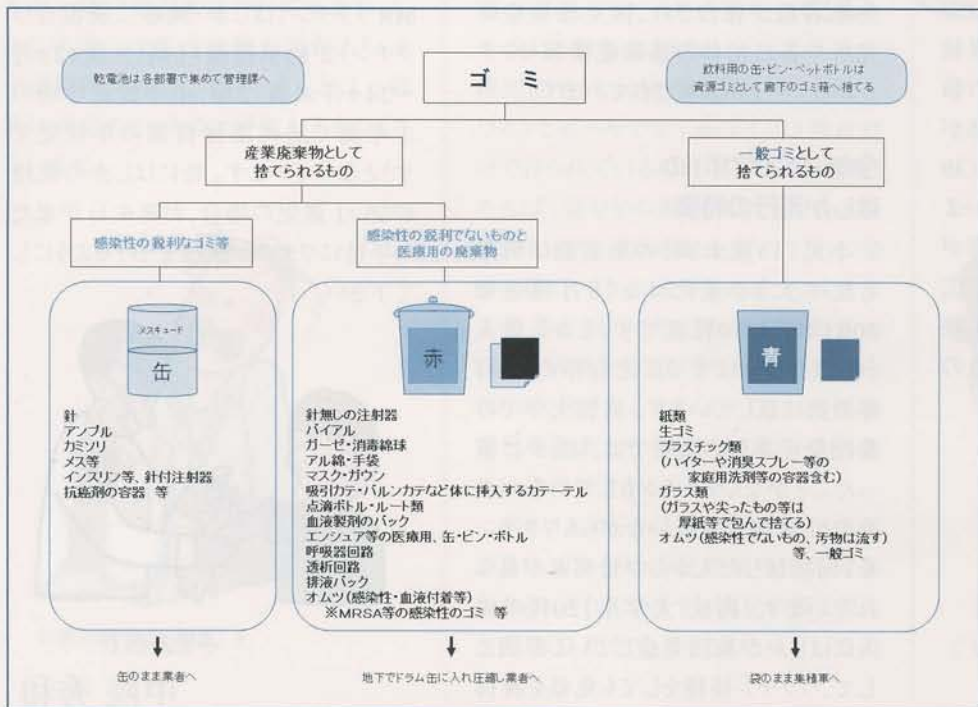 乾電池は各部署で集めて管理課へ
ゴミ
飲料用の缶・ビン・ペットボトルは
資源ゴミとして廊下のゴミ箱へ捨てる
産業廃棄物として
捨てられるもの
一般ゴミとして
捨てられるもの
感染性の鋭利なゴミ等
感染性の鋭利でないものと
医療用の廃棄物
メスキュード
缶
針
アンプル
カミソリ
メス等
インスリン等、針付注射器
抗癌剤の容器 等
缶のまま業者へ
赤
針無しの注射器
バイアル
ガーゼ・消毒綿球
アル綿・手袋
マスク・ガウン
吸引カテ・バルンカテなど体に挿入するカテーテル
点滴ボトル・ルート類
血液製剤のバック
エンシュア等の医療用、缶・ビン・ボトル
呼吸器回路
透析回路
排液バック
オムツ(感染性・血液付着等)
※MRSA等の感染性のゴミ 等
地下でドラム缶に入れ圧縮し業者へ
青
紙類
生ゴミ
プラスチック類
(ハイターや消臭スプレー等の
家庭用洗剤等の容器含む)
ガラス類
(ガラスや尖ったもの等は
厚紙等で包んで捨てる)
オムツ(感染性でないもの、汚物は流す)
等、一般ゴミ
袋のまま集積車へ